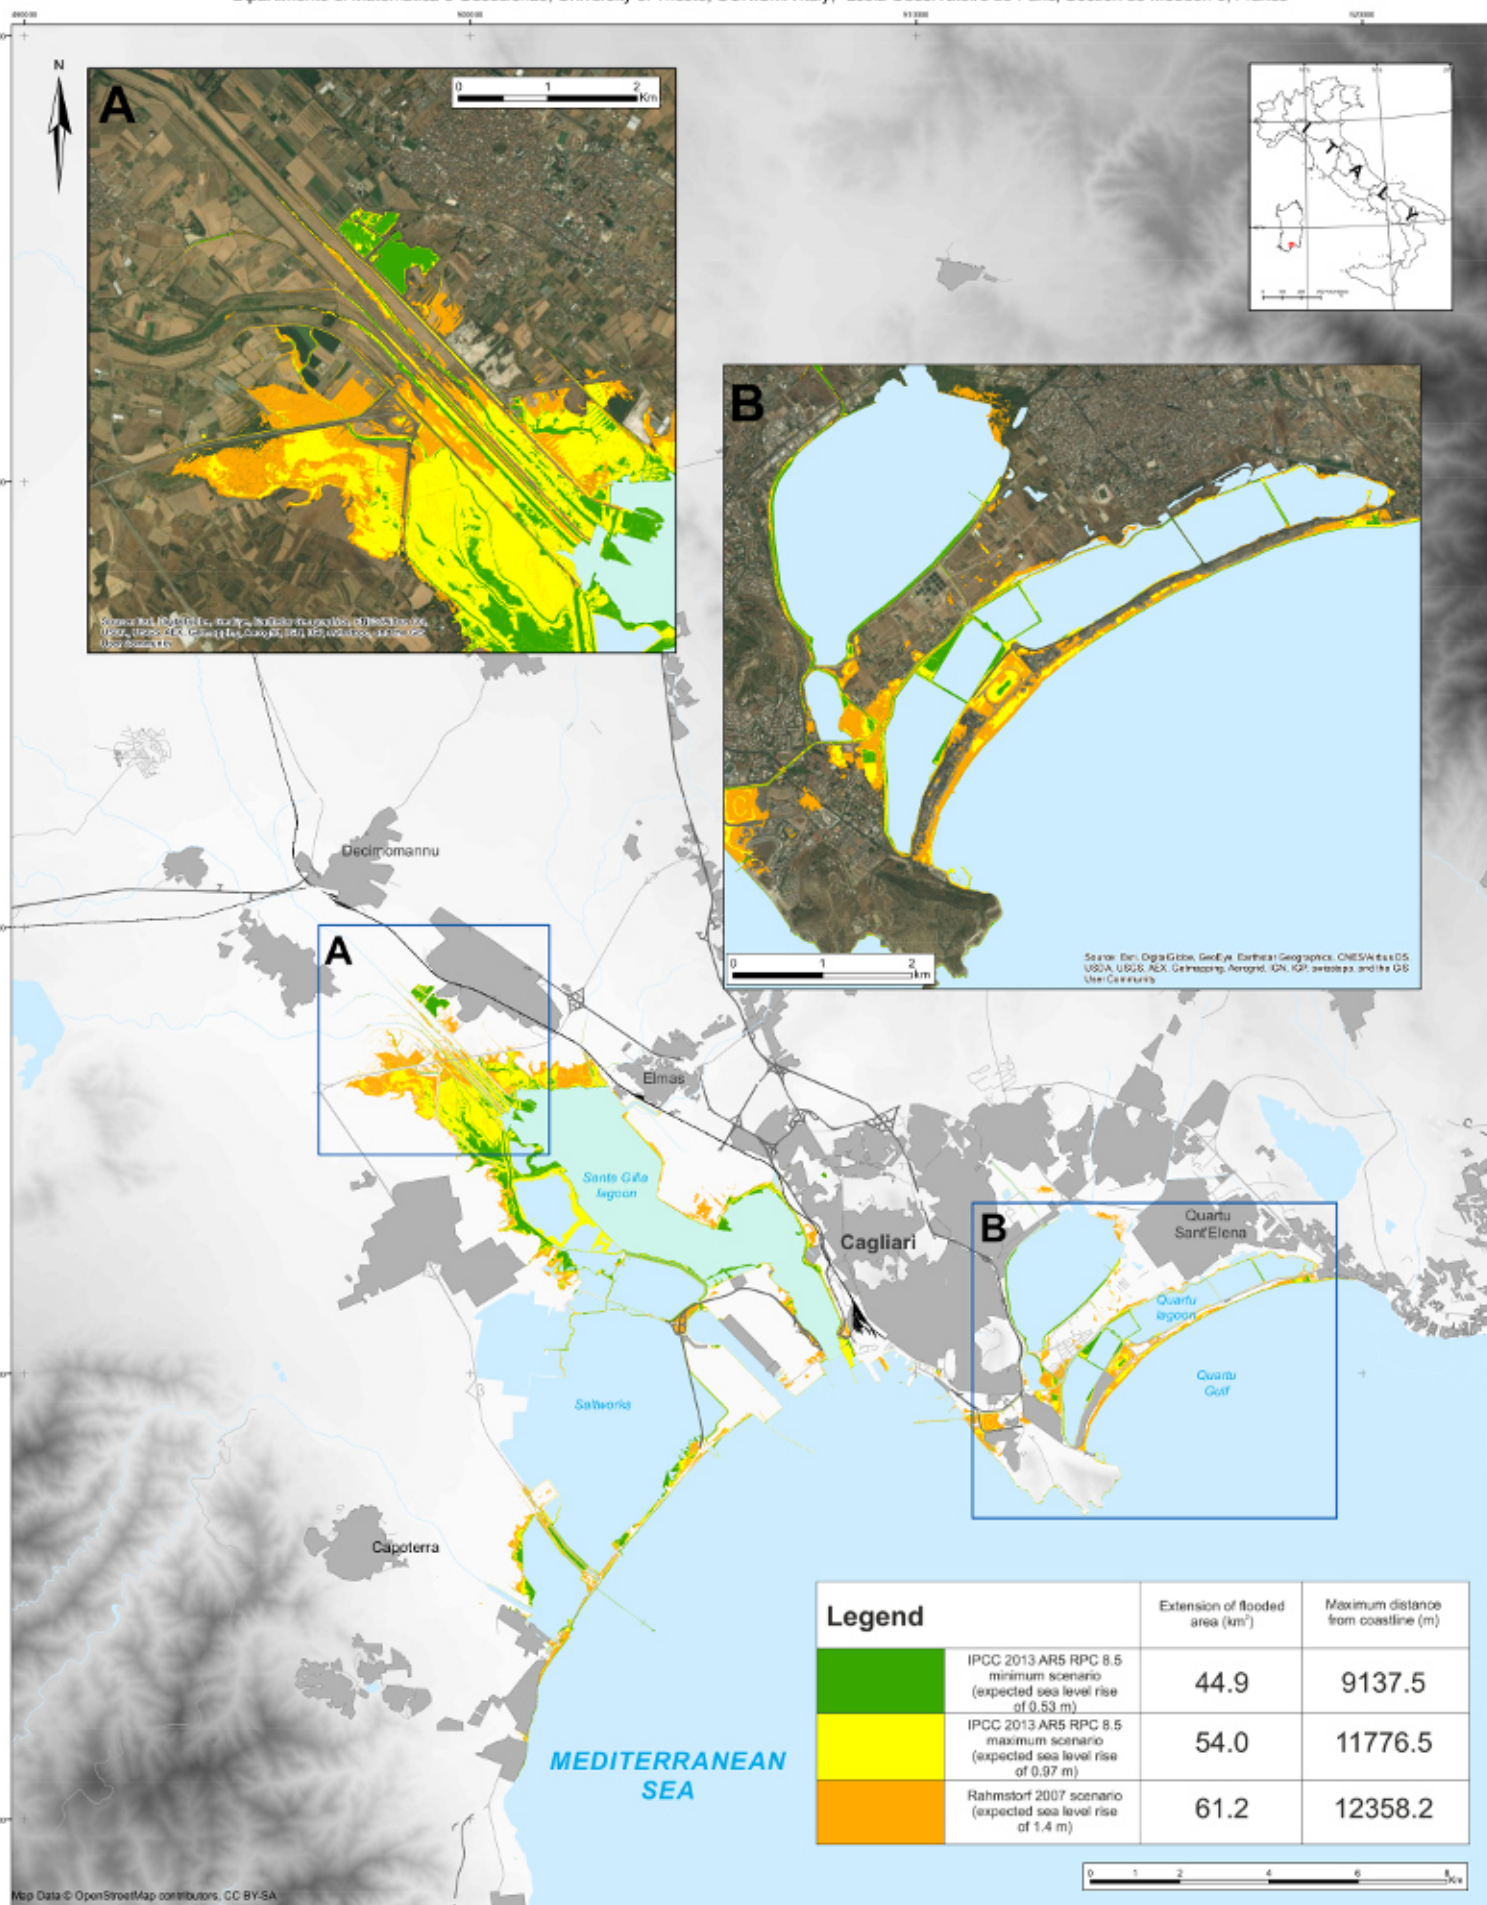 490000
500000
510000
520000
N
A
0 1 2
Km
I T A L Y
B
0 1 2
km
Source: Esri, DigitalGlobe, GeoEye, Earthstar Geographics, CNES/Airbus DS,
USDA, USGS, AEX, Getmapping, Aerogrid, IGN, IGP, swisstopo, and the GIS
User Community
Decimomannu
A
Elmas
Santa Gilla
lagoon
Cagliari
B
Quartu
Sant'Elena
Quartu
lagoon
Quartu
Gulf
Saltworks
Capoterra
MEDITERRANEAN
SEA
Legend
Extension of flooded
area (km²)
Maximum distance
from coastline (m)
IPCC 2013 AR5 RPC 8.5
minimum scenario
(expected sea level rise
of 0.53 m)
44.9
9137.5
IPCC 2013 AR5 RPC 8.5
maximum scenario
(expected sea level rise
of 0.97 m)
54.0
11776.5
Rahmstorf 2007 scenario
(expected sea level rise
of 1.4 m)
61.2
12358.2
0 1 2 4 6 8
Km
Map Data © OpenStreetMap contributors, CC BY-SA